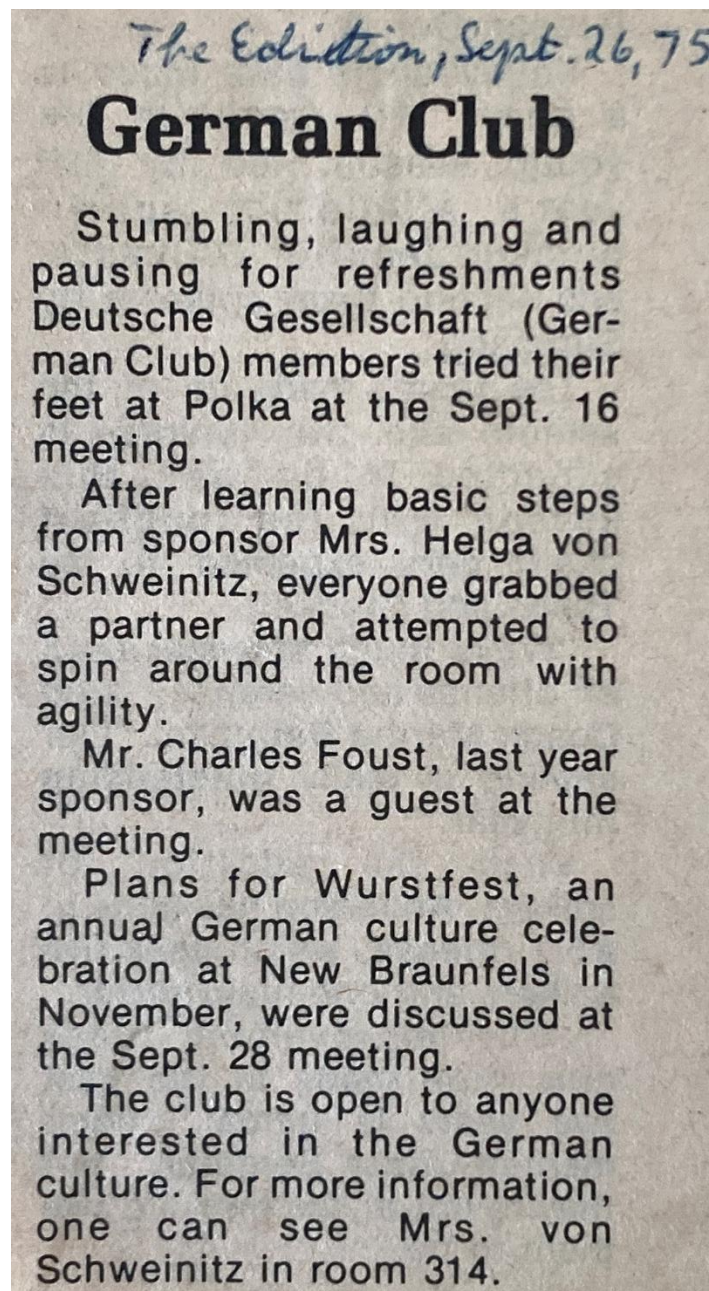 The Edidtion, Sept. 26, 75
German Club
Stumbling, laughing and
pausing for refreshments
Deutsche Gesellschaft (Ger-
man Club) members tried their
feet at Polka at the Sept. 16
meeting.
After learning basic steps
from sponsor Mrs. Helga von
Schweinitz, everyone grabbed
a partner and attempted to
spin around the room with
agility.
Mr. Charles Foust, last year
sponsor, was a guest at the
meeting.
Plans for Wurstfest, an
annual German culture cele-
bration at New Braunfels in
November, were discussed at
the Sept. 28 meeting.
The club is open to anyone
interested in the German
culture. For more information,
one can see Mrs. von
Schweinitz in room 314.